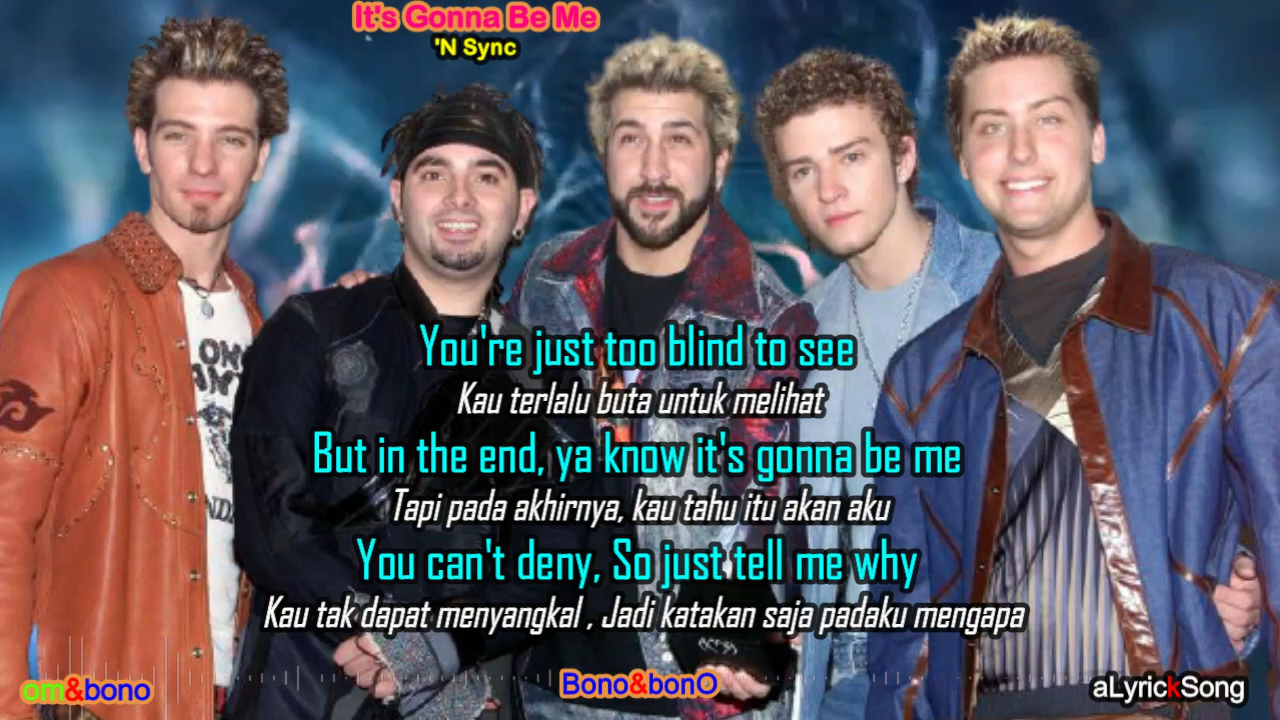 It's Gonna Be Me
'N Sync
You're just too blind to see
Kau terlalu buta untuk melihat
But in the end, ya know it's gonna be me
Tapi pada akhirnya, kau tahu itu akan aku
You can't deny, So just tell me why
Kau tak dapat menyangkal , Jadi katakan saja padaku mengapa
om&bono
Bono&bonO
aLyrickSong